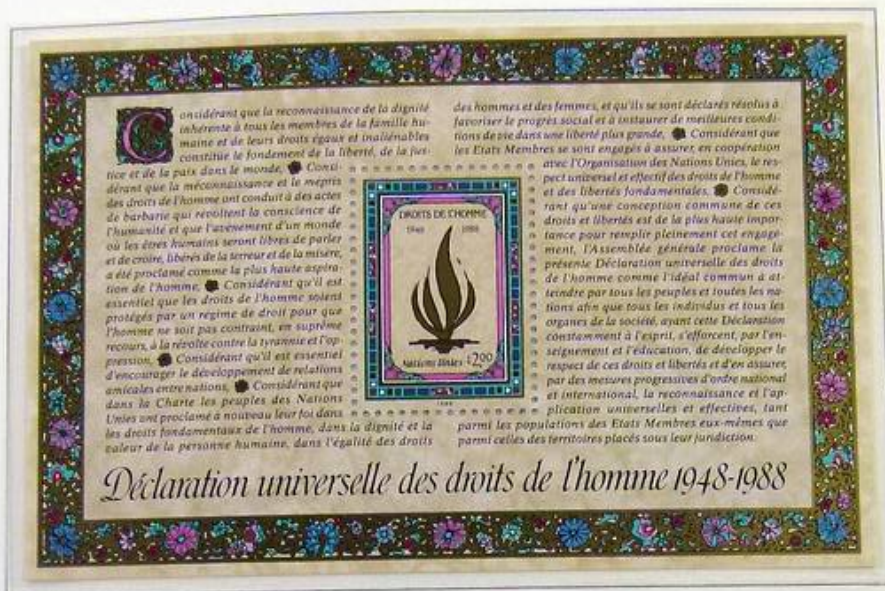 Considérant que la reconnaissance de la dignité
inhérente à tous les membres de la famille hu-
maine et de leurs droits égaux et inaliénables
constitue le fondement de la liberté, de la jus-
tice et de la paix dans le monde, Consi-
dérant que la méconnaissance et le mépris
des droits de l'homme ont conduit à des actes
de barbarie qui révoltent la conscience de
l'humanité et que l'avènement d'un monde
où les êtres humains seront libres de parler
et de croire, libérés de la terreur et de la misère,
a été proclamé comme la plus haute aspira-
tion de l'homme, Considérant qu'il est
essentiel que les droits de l'homme soient
protégés par un régime de droit pour que
l'homme ne soit pas contraint, en suprême
recours, à la révolte contre la tyrannie et l'op-
pression, Considérant qu'il est essentiel
d'encourager le développement de relations
amicales entre nations, Considérant que
dans la Charte les peuples des Nations
Unies ont proclamé à nouveau leur foi dans
les droits fondamentaux de l'homme, dans la dignité et la
valeur de la personne humaine, dans l'égalité des droits
des hommes et des femmes, et qu'ils se sont déclarés résolus à
favoriser le progrès social et à instaurer de meilleures condi-
tions de vie dans une liberté plus grande, Considérant que
les Etats Membres se sont engagés à assurer, en coopération
avec l'Organisation des Nations Unies, le res-
pect universel et effectif des droits de l'homme
et des libertés fondamentales, Considé-
rant qu'une conception commune de ces
droits et libertés est de la plus haute impor-
tance pour remplir pleinement cet engage-
ment, l'Assemblée générale proclame la
présente Déclaration universelle des droits
de l'homme comme l'idéal commun à at-
teindre par tous les peuples et toutes les na-
tions afin que tous les individus et tous les
organes de la société, ayant cette Déclaration
constamment à l'esprit, s'efforcent, par l'en-
seignement et l'éducation, de développer le
respect de ces droits et libertés et d'en assurer,
par des mesures progressives d'ordre national
et international, la reconnaissance et l'ap-
plication universelles et effectives, tant
parmi les populations des Etats Membres eux-mêmes que
parmi celles des territoires placés sous leur juridiction.
DROITS DE L'HOMME
1948 1988
Nations Unies 2,00
1988
Déclaration universelle des droits de l'homme 1948-1988